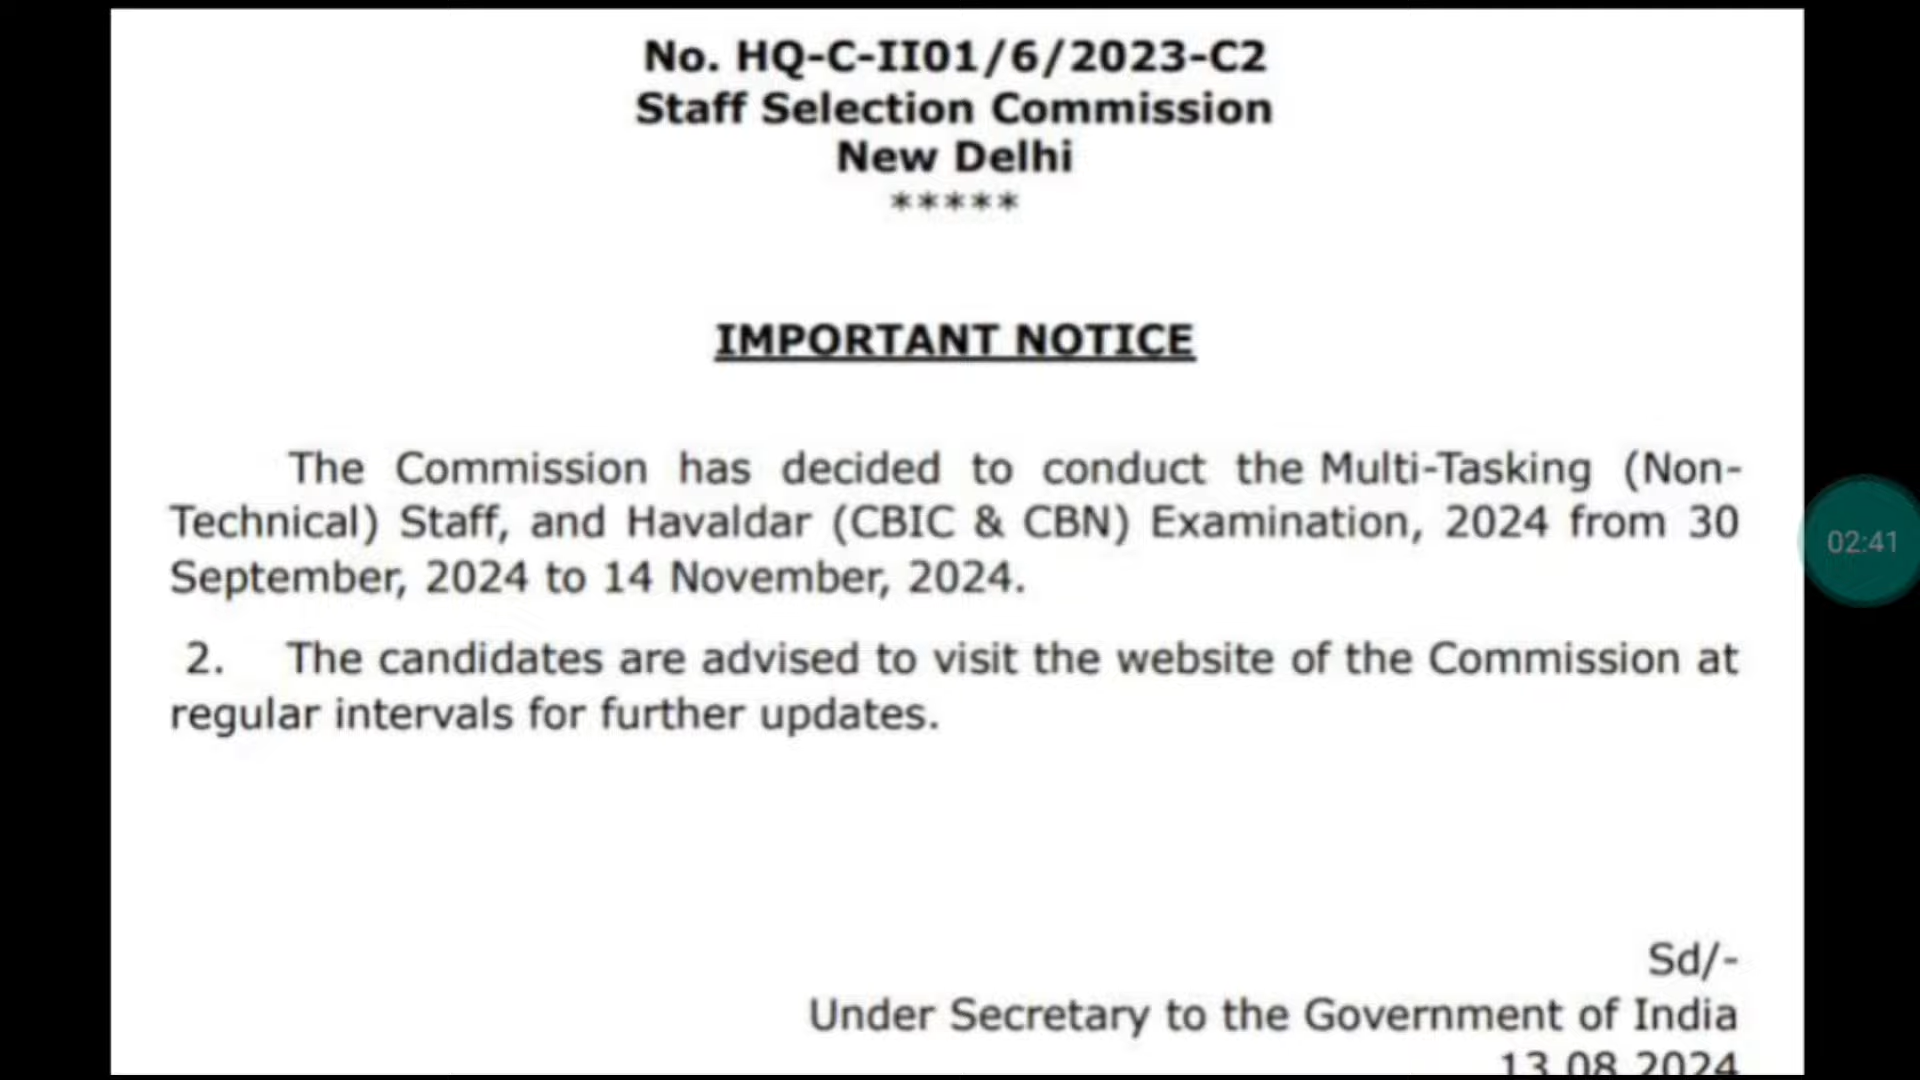 No. HQ-C-II01/6/2023-C2
Staff Selection Commission
New Delhi
*****
IMPORTANT NOTICE
The Commission has decided to conduct the Multi-Tasking (Non-
Technical) Staff, and Havaldar (CBIC & CBN) Examination, 2024 from 30
September, 2024 to 14 November, 2024.
02:41
2. The candidates are advised to visit the website of the Commission at
regular intervals for further updates.
Sd/-
Under Secretary to the Government of India
13.08.2024